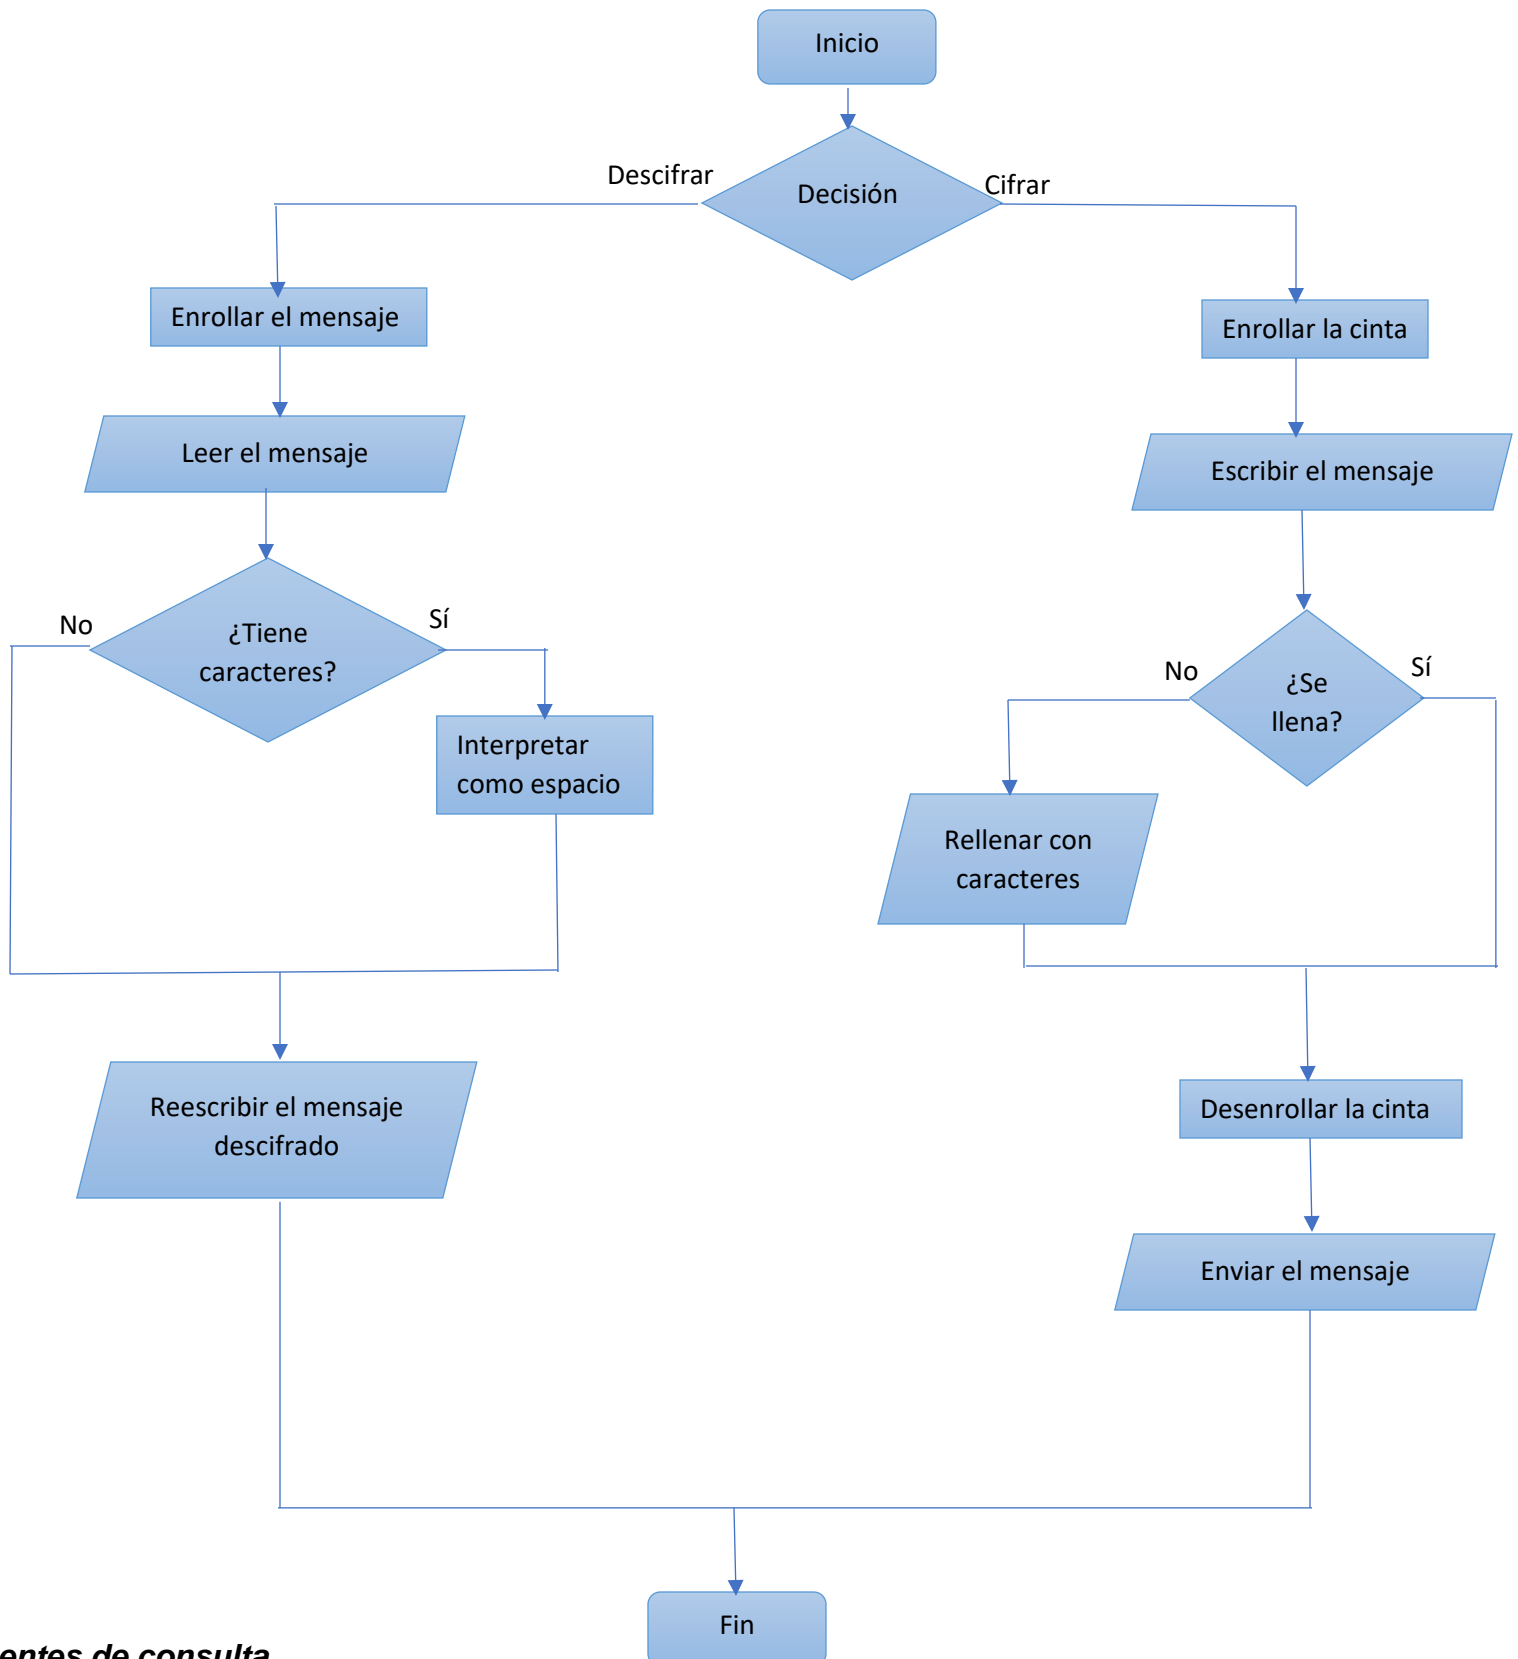 Inicio
Decisión
Descifrar
Cifrar
Enrollar el mensaje
Leer el mensaje
¿Tiene
caracteres?
No
Sí
Interpretar
como espacio
Reescribir el mensaje
descifrado
Enrollar la cinta
Escribir el mensaje
¿Se
llena?
No
Sí
Rellenar con
caracteres
Desenrollar la cinta
Enviar el mensaje
Fin
de consulta